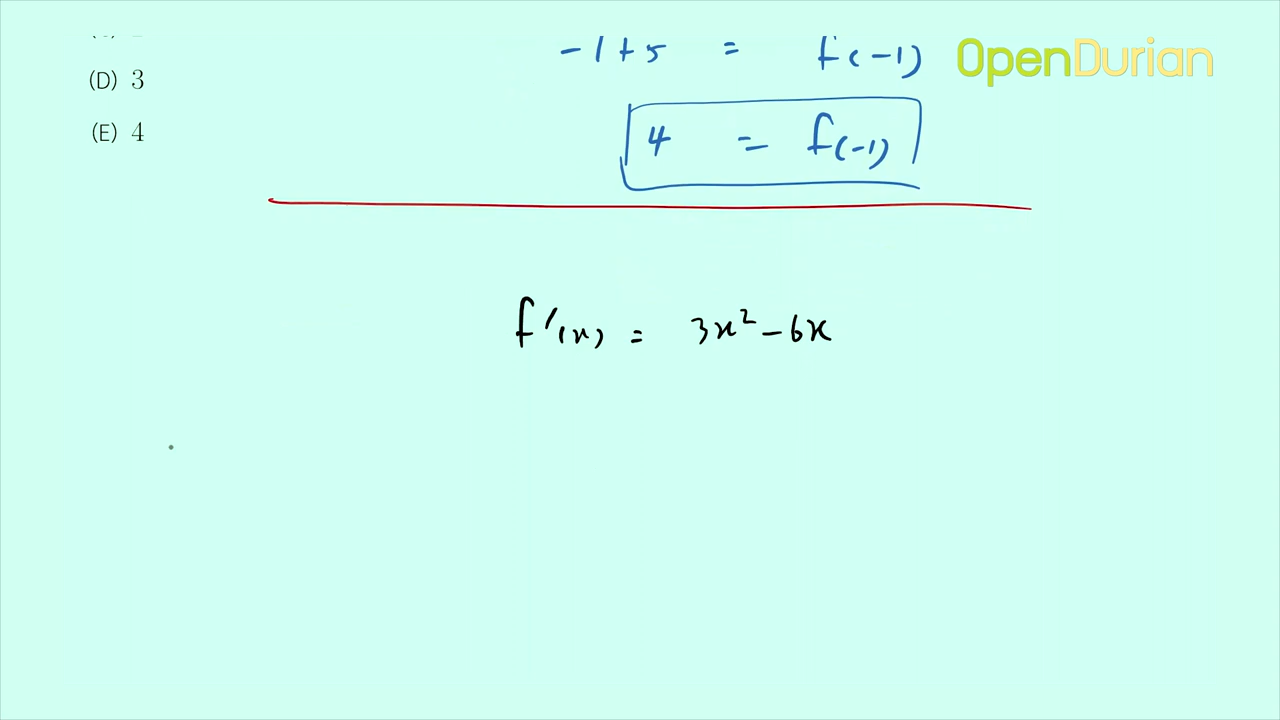 -1+5 = f(-1)
OpenDurian
(D) 3
(E) 4
4 = f(-1)
f'(x) = 3x²-6x